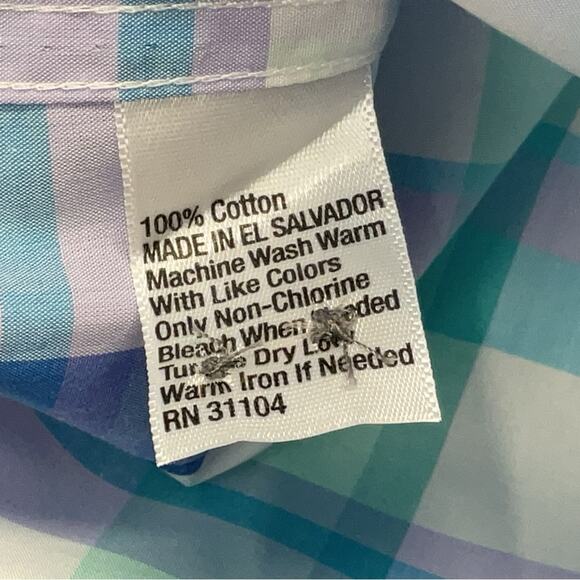 100% Cotton
MADE IN EL SALVADOR
Machine Wash Warm
With Like Colors
Only Non-Chlorine
Bleach When
Dry
Warm Iron If Needed
RN 31104